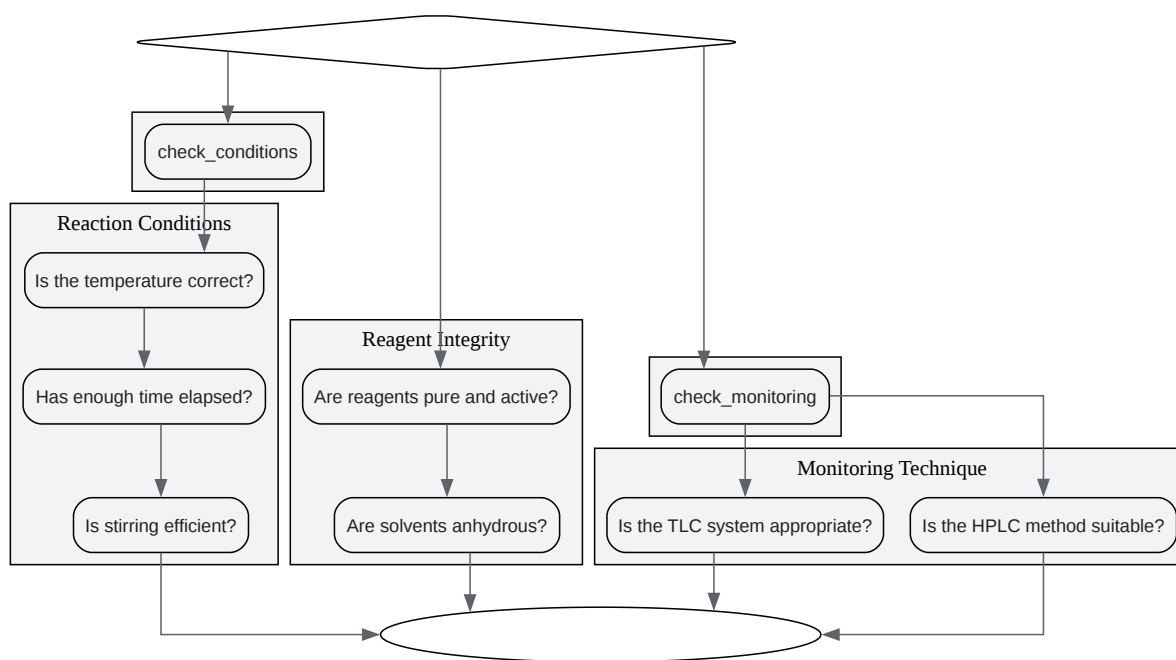 check_conditions
Reaction Conditions
Is the temperature correct?
Has enough time elapsed?
Is stirring efficient?
Reagent Integrity
Are reagents pure and active?
Are solvents anhydrous?
check_monitoring
Monitoring Technique
Is the TLC system appropriate?
Is the HPLC method suitable?